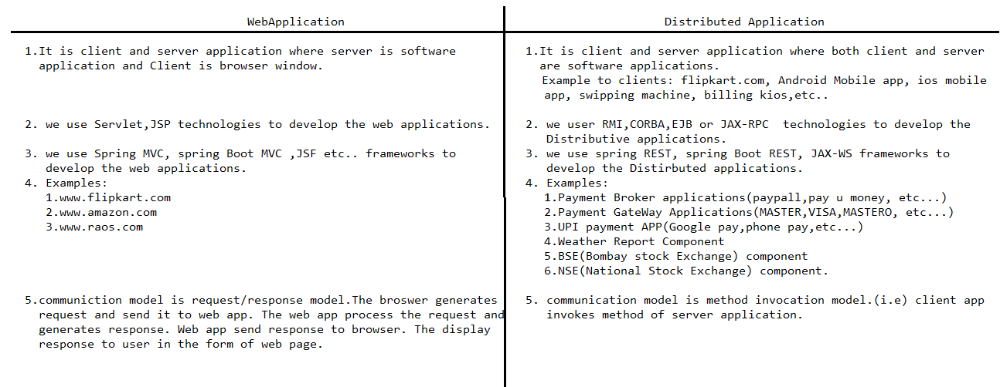 WebApplication
1.It is client and server application where server is software
application and Client is browser window.
2. we use Servlet,JSP technologies to develop the web applications.
3. we use Spring MVC, spring Boot MVC ,JSF etc.. frameworks to
develop the web applications.
4. Examples:
1.www.flipkart.com
2.www.amazon.com
3.www.raos.com
5.communiction model is request/response model.The broswer generates
request and send it to web app. The web app process the request and
generates response. Web app send response to browser. The display
response to user in the form of web page.
Distributed Application
1.It is client and server application where both client and server
are software applications.
Example to clients: flipkart.com, Android Mobile app, ios mobile
app, swipping machine, billing kios,etc..
2. we user RMI,CORBA,EJB or JAX-RPC  technologies to develop the
Distributive applications.
3. we use spring REST, spring Boot REST, JAX-WS frameworks to
develop the Distirbuted applications.
4. Examples:
1.Payment Broker applications(paypall,pay u money, etc...)
2.Payment GateWay Applications(MASTER,VISA,MASTERO, etc...)
3.UPI payment APP(Google pay,phone pay,etc...)
4.Weather Report Component
5.BSE(Bombay stock Exchange) component
6.NSE(National Stock Exchange) component.
5. communication model is method invocation model.(i.e) client app
invokes method of server application.